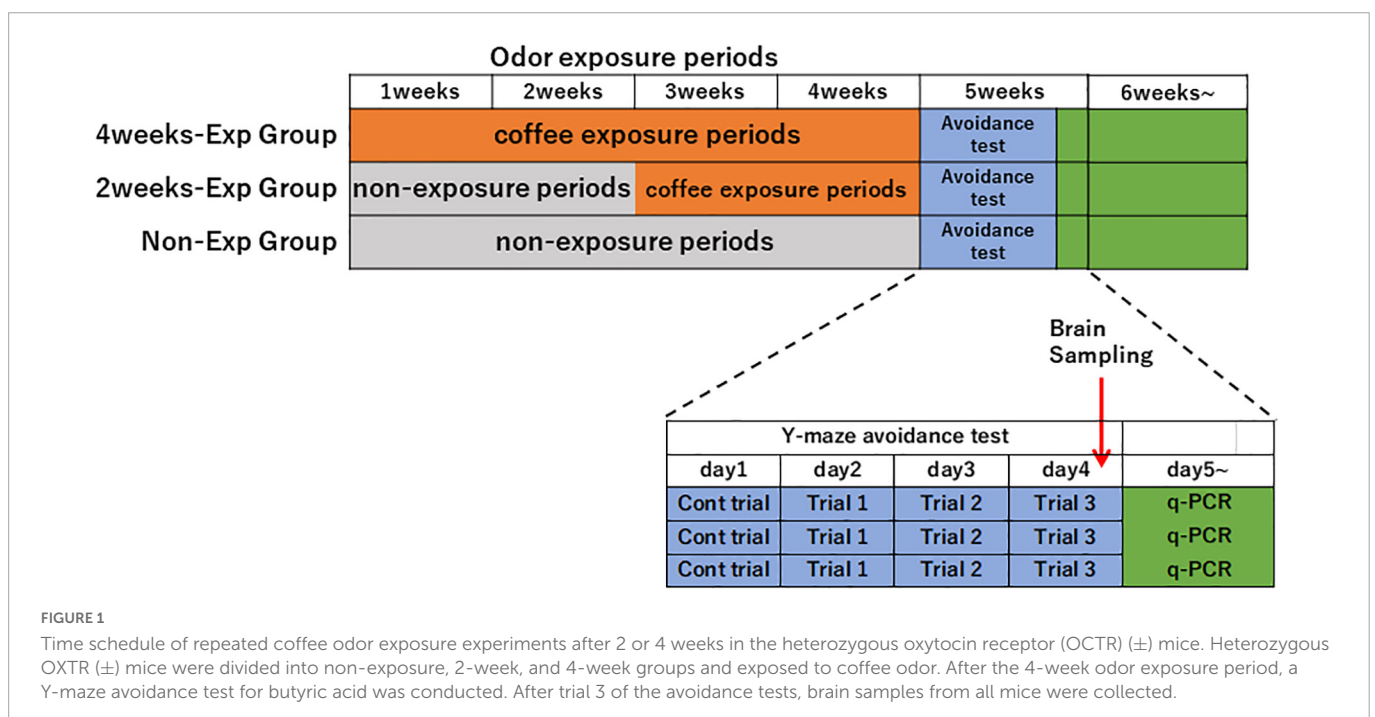 Odor exposure periods
1weeks 2weeks 3weeks 4weeks 5weeks 6weeks~
4weeks-Exp Group coffee exposure periods Avoidance
test
2weeks-Exp Group non-exposure periods coffee exposure periods Avoidance
test
Non-Exp Group non-exposure periods Avoidance
test
Brain
Sampling
Y-maze avoidance test
day1 day2 day3 day4 day5~
Cont trial Trial 1 Trial 2 Trial 3 q-PCR
Cont trial Trial 1 Trial 2 Trial 3 q-PCR
Cont trial Trial 1 Trial 2 Trial 3 q-PCR
FIGURE 1
Time schedule of repeated coffee odor exposure experiments after 2 or 4 weeks in the heterozygous oxytocin receptor (OCTR) (±) mice. Heterozygous
OXTR (±) mice were divided into non-exposure, 2-week, and 4-week groups and exposed to coffee odor. After the 4-week odor exposure period, a
Y-maze avoidance test for butyric acid was conducted. After trial 3 of the avoidance tests, brain samples from all mice were collected.